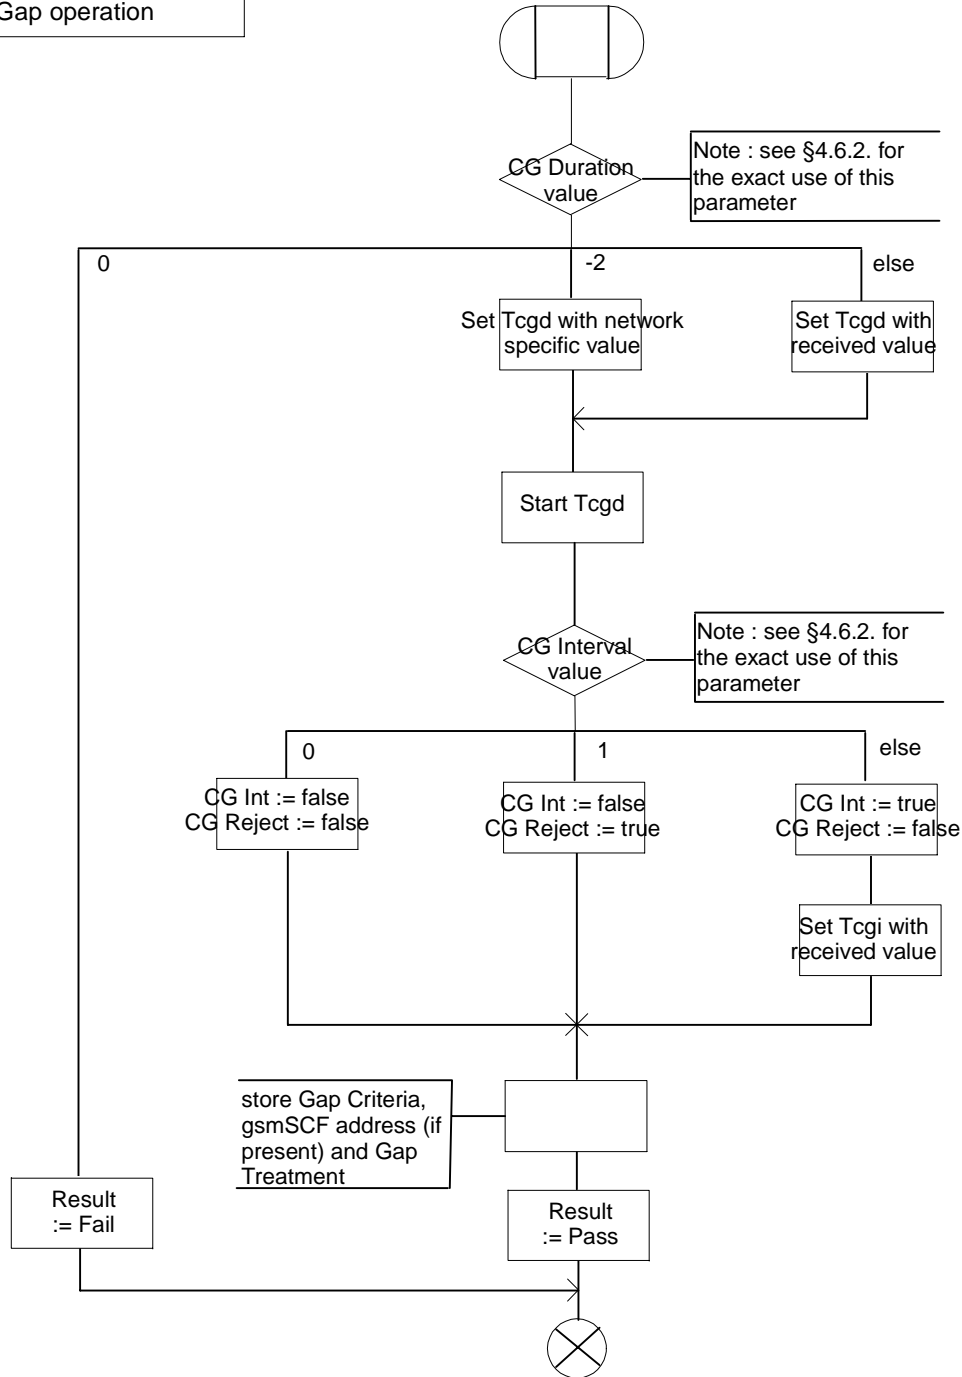 Gap operation
CG Duration
value
Note : see §4.6.2. for
the exact use of this
parameter
0
-2
else
Set Tcgd with network
specific value
Set Tcgd with
received value
Start Tcgd
CG Interval
value
Note : see §4.6.2. for
the exact use of this
parameter
0
1
else
CG Int := false
CG Reject := false
CG Int := false
CG Reject := true
CG Int := true
CG Reject := false
Set Tcgi with
received value
store Gap Criteria,
gsmSCF address (if
present) and Gap
Treatment
Result
:= Fail
Result
:= Pass